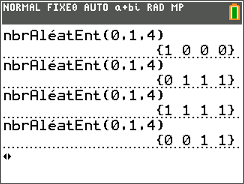 NORMAL FIXE0 AUTO a+bi RAD MP
nbrAléatEnt(0,1,4)
{1 0 0 0}
nbrAléatEnt(0,1,4)
{0 1 1 1}
nbrAléatEnt(0,1,4)
{1 1 1 1}
nbrAléatEnt(0,1,4)
{0 0 1 1}